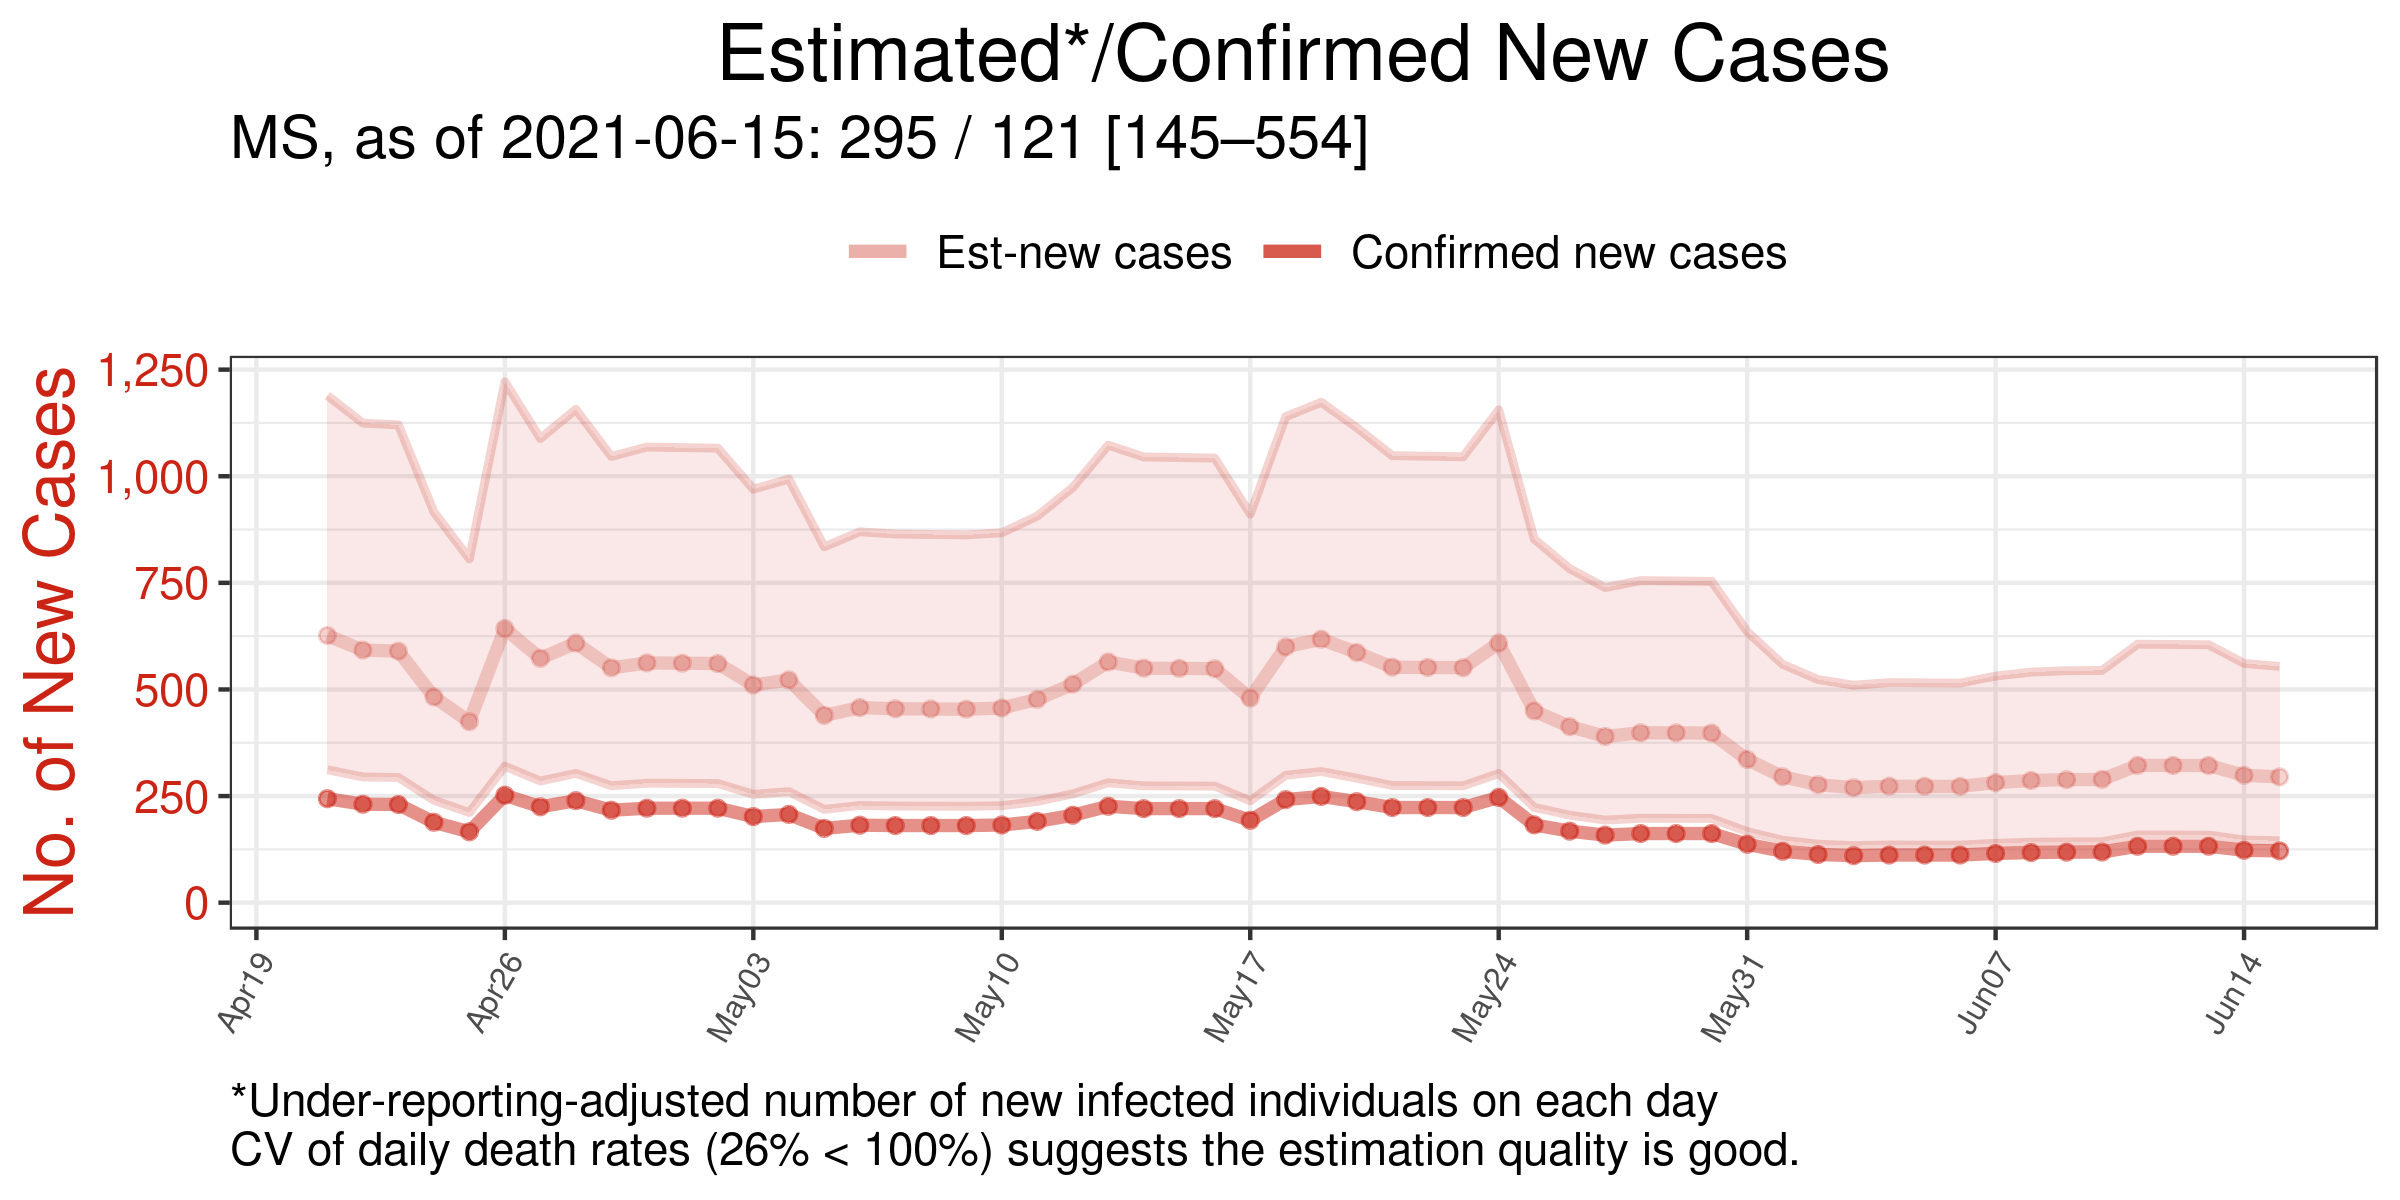 Estimated*/Confirmed New Cases
MS, as of 2021-06-15: 295 / 121 [145–554]
Est-new cases
Confirmed new cases
No. of New Cases
1,250
1,000
750
500
250
0
Apr19
Apr26
May03
May10
May17
May24
May31
Jun07
Jun14
*Under-reporting-adjusted number of new infected individuals on each day
CV of daily death rates (26% < 100%) suggests the estimation quality is good.